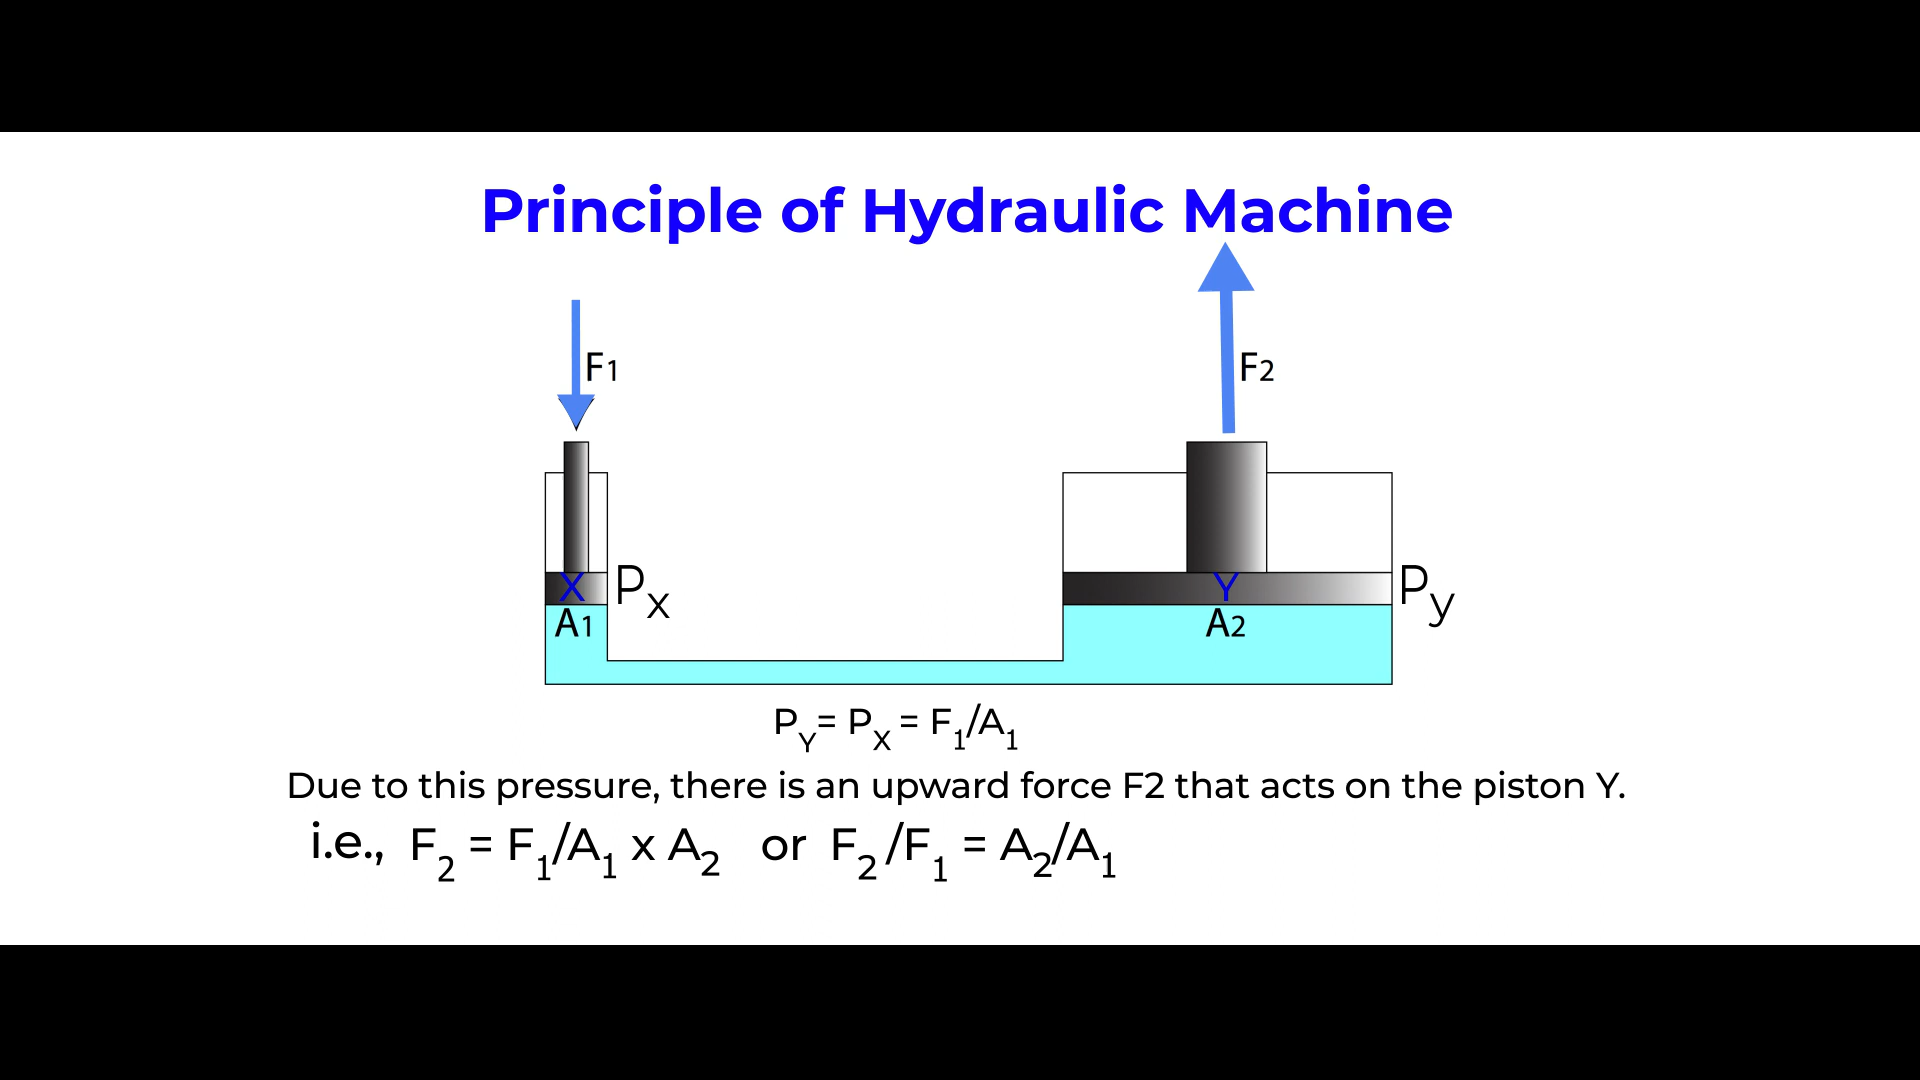 Principle of Hydraulic Machine
F1
F2
X
Px
Y
Py
A1
A2
PY= PX = F1/A1
Due to this pressure, there is an upward force F2 that acts on the piston Y.
i.e., F2 = F1/A1 x A2 or F2/F1 = A2/A1